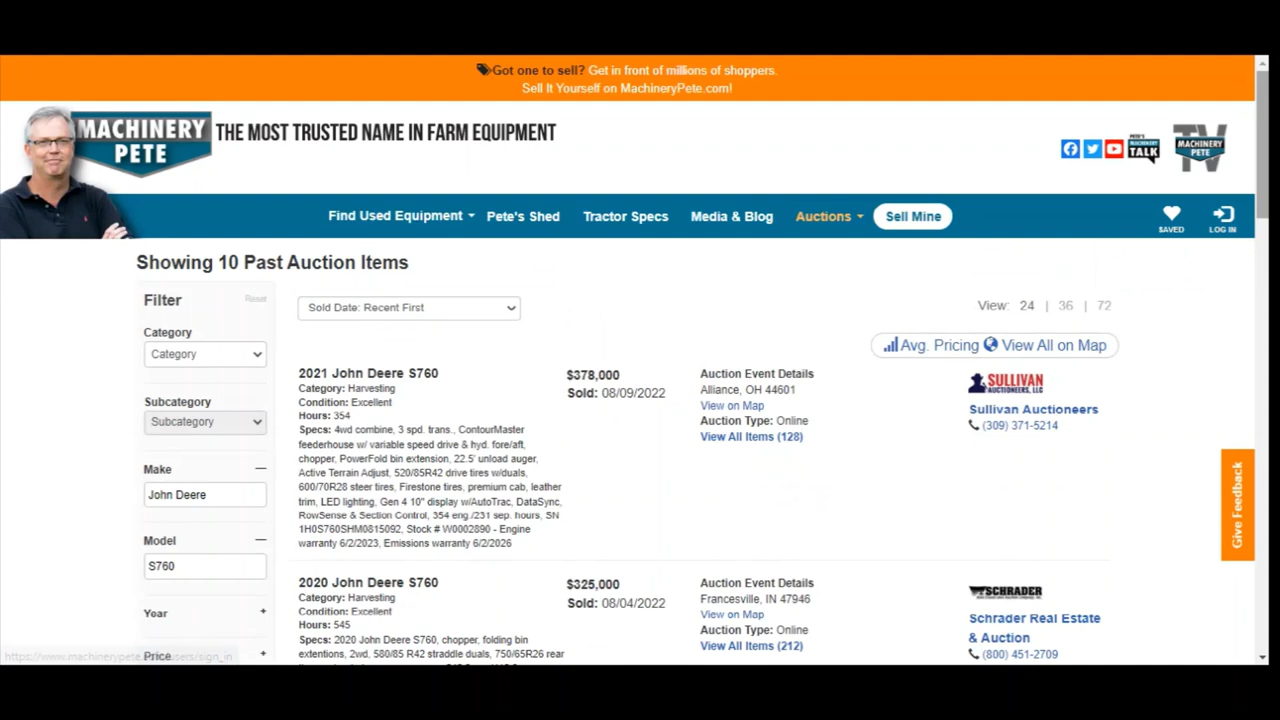 Got one to sell? Get in front of millions of shoppers.
Sell It Yourself on MachineryPete.com!
MACHINERY
PETE
THE MOST TRUSTED NAME IN FARM EQUIPMENT
PETE'S
MACHINERY
TALK
TV
MACHINERY
PETE
Find Used Equipment
Pete's Shed
Tractor Specs
Media & Blog
Auctions
Sell Mine
SAVED
LOG IN
Showing 10 Past Auction Items
Filter
Reset
Category
Category
Subcategory
Subcategory
Make
John Deere
Model
S760
Year
Price
Sold Date: Recent First
View: 24 | 36 | 72
Avg. Pricing View All on Map
2021 John Deere S760
Category: Harvesting
Condition: Excellent
Hours: 354
Specs: 4wd combine, 3 spd. trans., ContourMaster
feederhouse w/ variable speed drive & hyd. fore/aft,
chopper, PowerFold bin extension, 22.5' unload auger,
Active Terrain Adjust, 520/85R42 drive tires w/duals,
600/70R28 steer tires, Firestone tires, premium cab, leather
trim, LED lighting, Gen 4 10" display w/AutoTrac, DataSync,
RowSense & Section Control, 354 eng./231 sep. hours, SN
1H0S760SHM0815092, Stock # W0002890 - Engine
warranty 6/2/2023, Emissions warranty 6/2/2026
$378,000
Sold: 08/09/2022
Auction Event Details
Alliance, OH 44601
View on Map
Auction Type: Online
View All Items (128)
SULLIVAN
AUCTIONEERS, LLC
Sullivan Auctioneers
(309) 371-5214
2020 John Deere S760
Category: Harvesting
Condition: Excellent
Hours: 545
Specs: 2020 John Deere S760, chopper, folding bin
extensions, 2wd, 580/85 R42 straddle duals, 750/65R26 rear
$325,000
Sold: 08/04/2022
Auction Event Details
Francesville, IN 47946
View on Map
Auction Type: Online
View All Items (212)
SCHRADER
Schrader Real Estate
& Auction
(800) 451-2709
Give Feedback